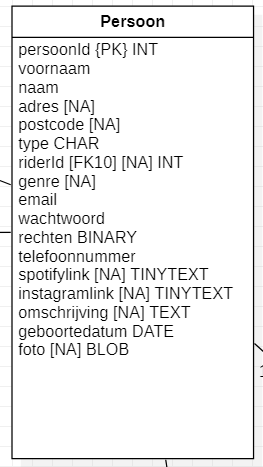 Persoon
persoonId {PK} INT
voornaam
naam
adres [NA]
postcode [NA]
type CHAR
riderId [FK10] [NA] INT
genre [NA]
email
wachtwoord
rechten BINARY
telefoonnummer
spotifylink [NA] TINYTEXT
instagramlink [NA] TINYTEXT
omschrijving [NA] TEXT
geboortedatum DATE
foto [NA] BLOB